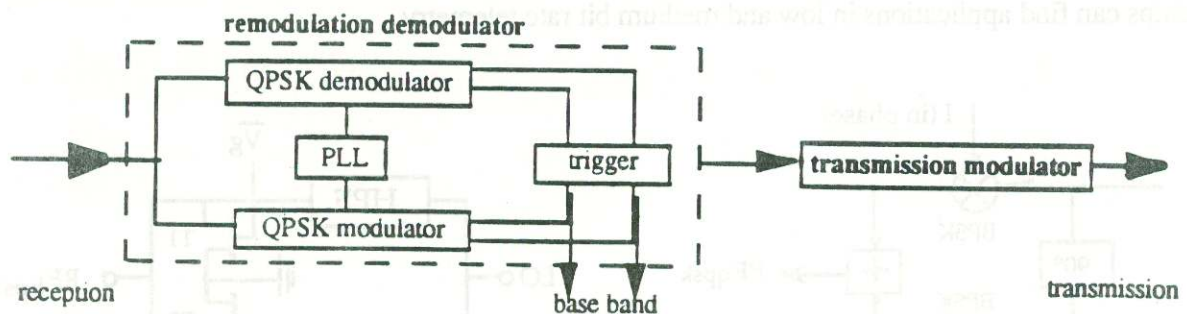 remodulation demodulator
QPSK demodulator
PLL
trigger
transmission modulator
QPSK modulator
reception
base band
transmission